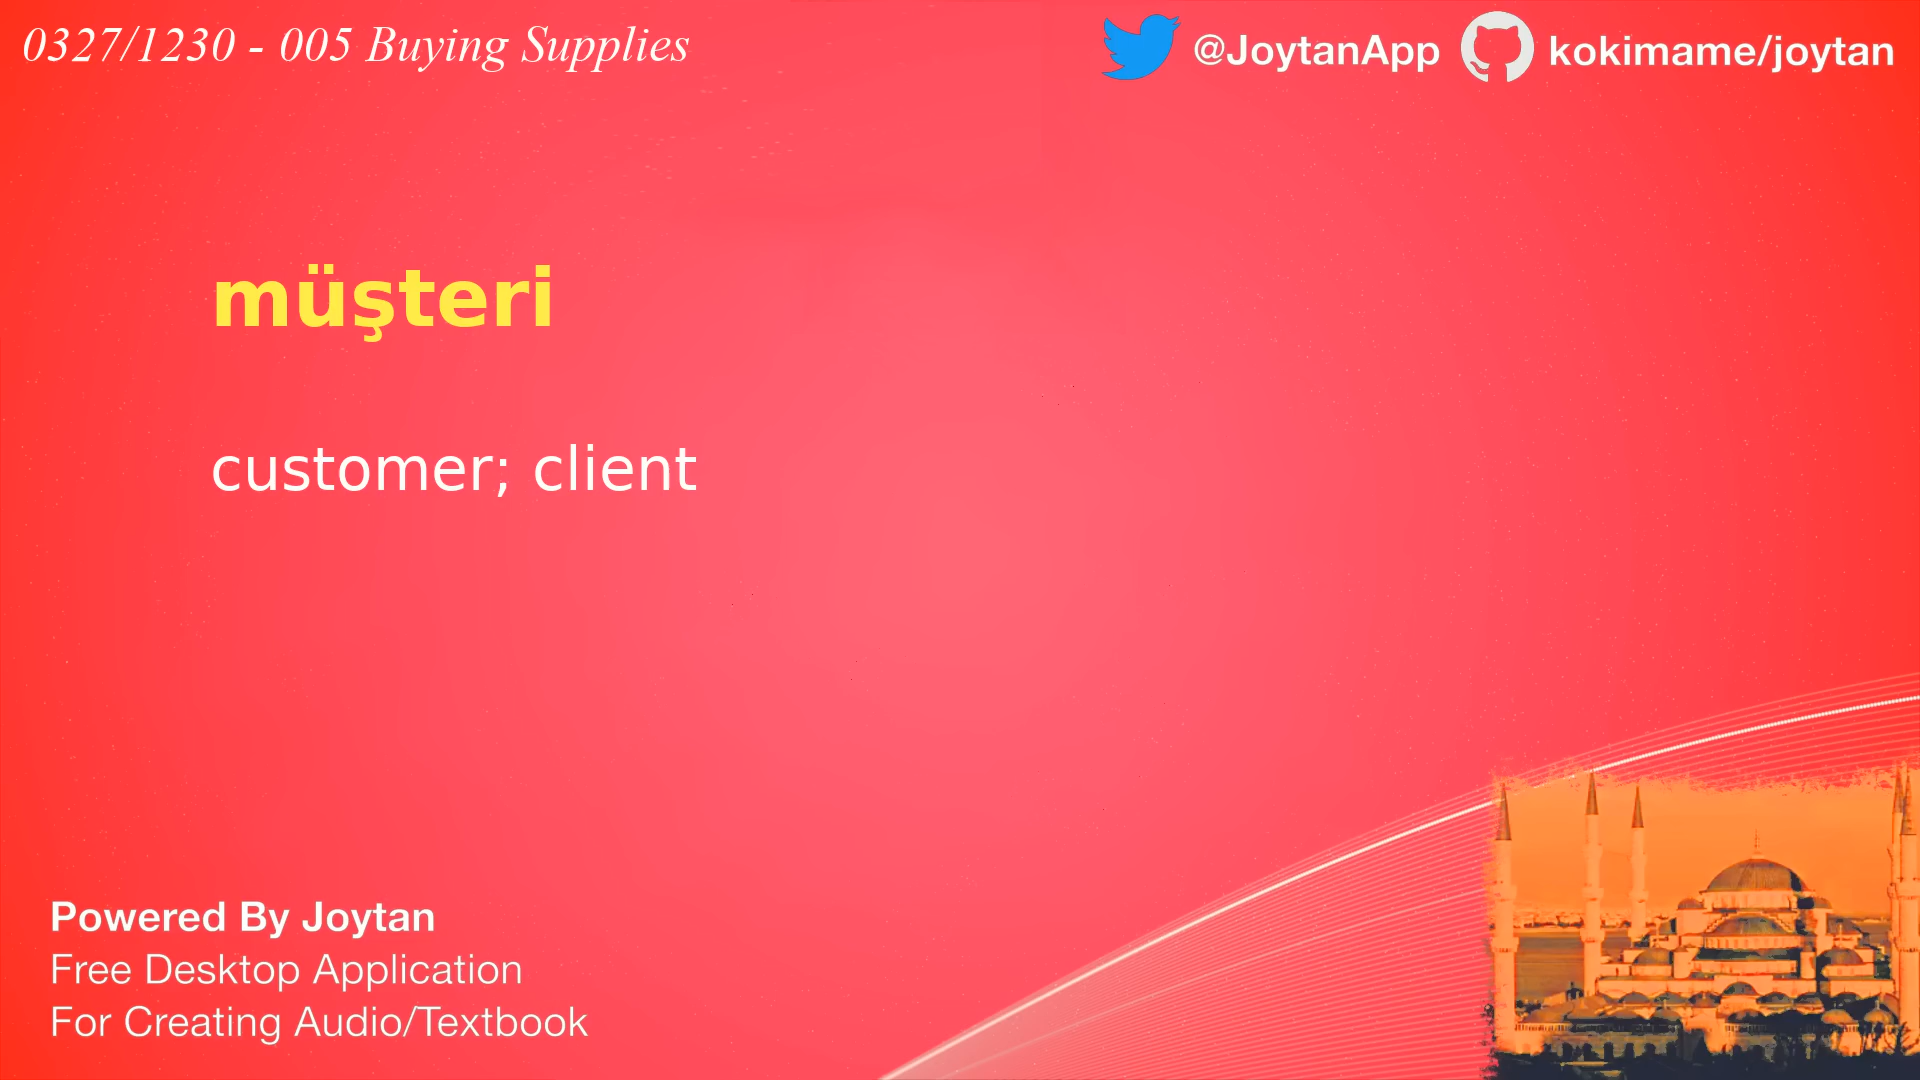 0327/1230 - 005 Buying Supplies
@JoytanApp kokimame/joytan
müşteri
customer; client
Powered By Joytan
Free Desktop Application
For Creating Audio/Textbook